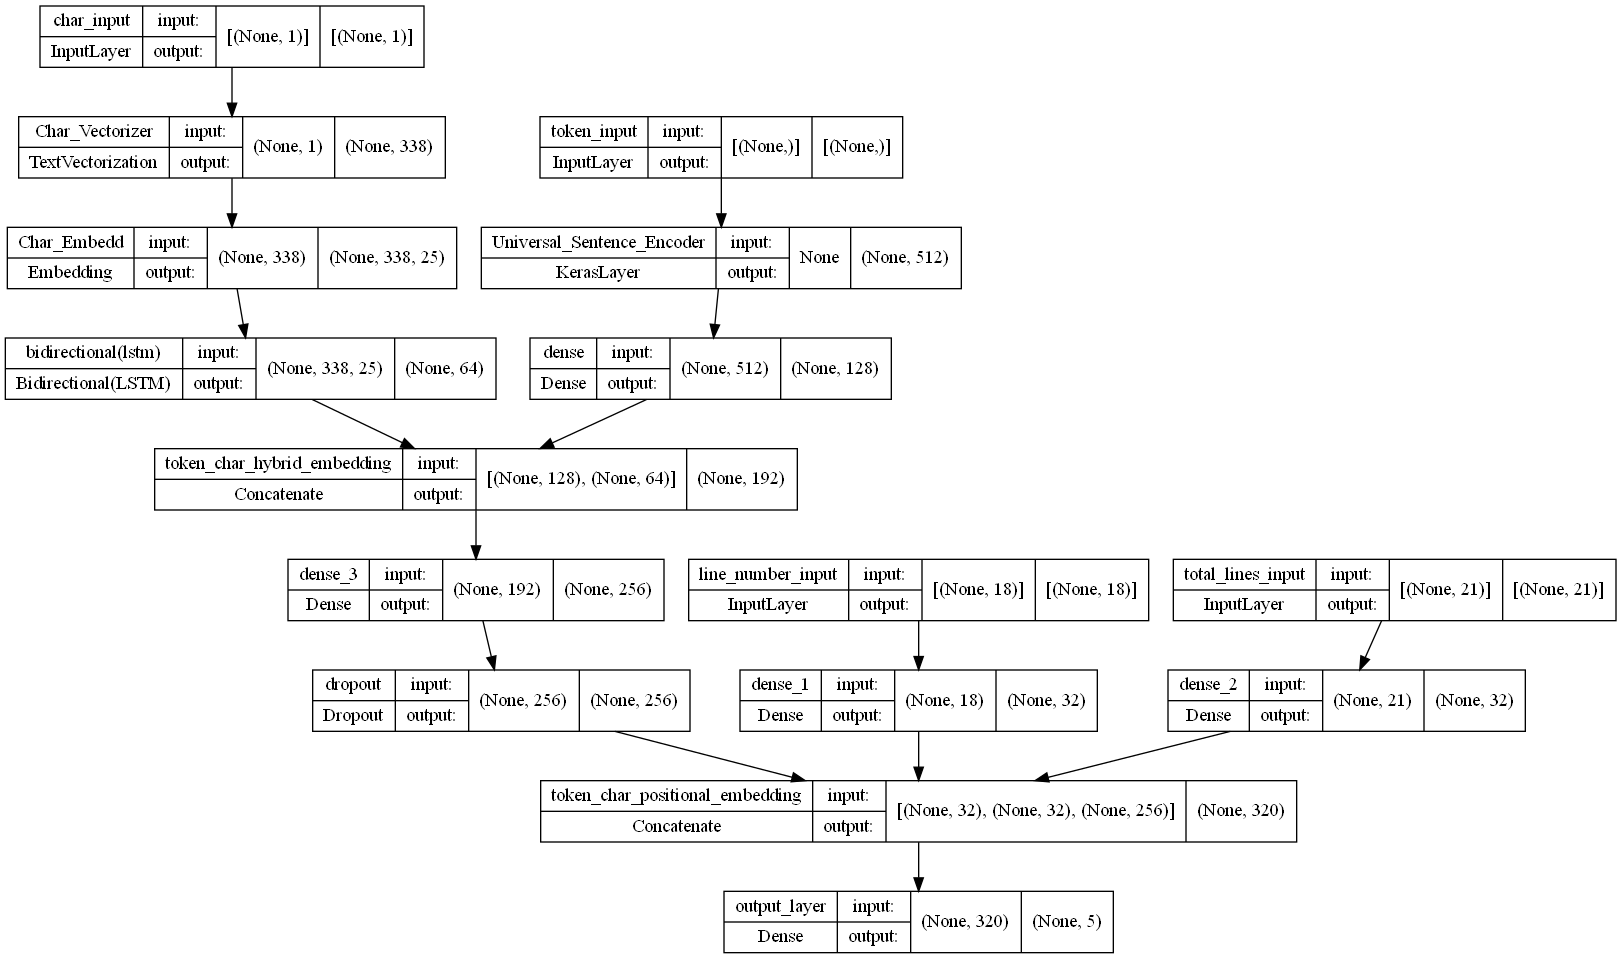 char_input input: [(None, 1)] [(None, 1)]
InputLayer output:
Char_Vectorizer input: (None, 1) (None, 338)
TextVectorization output:
token_input input: [(None,)] [(None,)]
InputLayer output:
Char_Embedd input: (None, 338) (None, 338, 25)
Embedding output:
Universal_Sentence_Encoder input: None (None, 512)
KerasLayer output:
bidirectional(lstm) input: (None, 338, 25) (None, 64)
Bidirectional(LSTM) output:
dense input: (None, 512) (None, 128)
Dense output:
token_char_hybrid_embedding input: [(None, 128), (None, 64)] (None, 192)
Concatenate output:
dense_3 input: (None, 192) (None, 256)
Dense output:
line_number_input input: [(None, 18)] [(None, 18)]
InputLayer output:
total_lines_input input: [(None, 21)] [(None, 21)]
InputLayer output:
dropout input: (None, 256) (None, 256)
Dropout output:
dense_1 input: (None, 18) (None, 32)
Dense output:
dense_2 input: (None, 21) (None, 32)
Dense output:
token_char_positional_embedding input: [(None, 32), (None, 32), (None, 256)] (None, 320)
Concatenate output:
output_layer input: (None, 320) (None, 5)
Dense output: